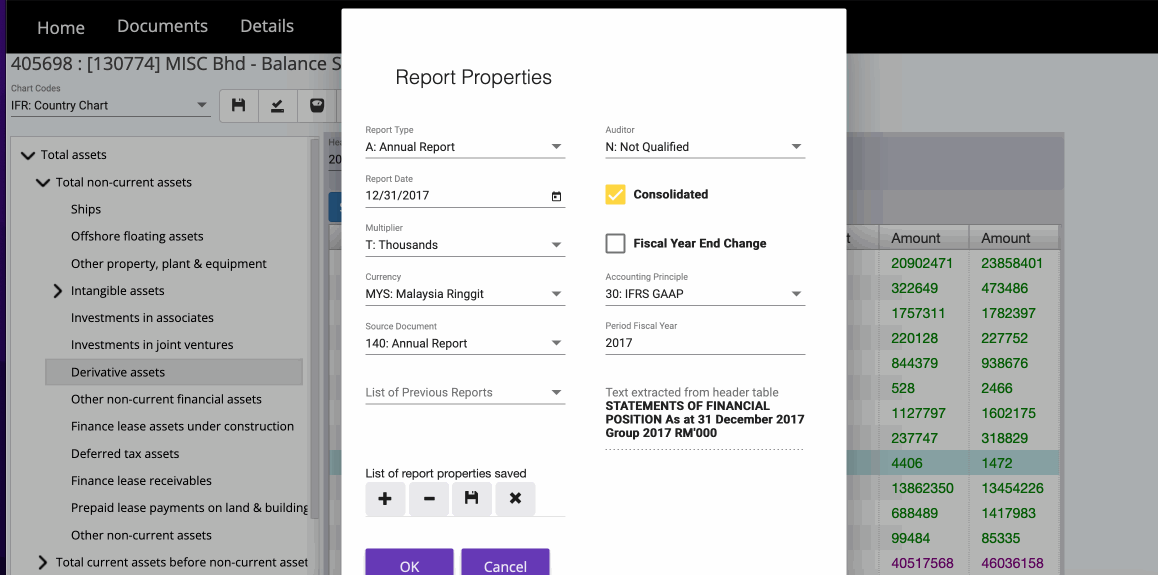 Home Documents Details
405698 : [130774] MISC Bhd - Balance S
Chart Codes
IFR: Country Chart
Total assets
Total non-current assets
Ships
Offshore floating assets
Other property, plant & equipment
Intangible assets
Investments in associates
Investments in joint ventures
Derivative assets
Other non-current financial assets
Finance lease assets under construction
Deferred tax assets
Finance lease receivables
Prepaid lease payments on land & building
Other non-current assets
Total current assets before non-current asset
Hea
20
Report Properties
Report Type
A: Annual Report
Report Date
12/31/2017
Multiplier
T: Thousands
Currency
MYS: Malaysia Ringgit
Source Document
140: Annual Report
List of Previous Reports
List of report properties saved
OK Cancel
Auditor
N: Not Qualified
Consolidated
Fiscal Year End Change
Accounting Principle
30: IFRS GAAP
Period Fiscal Year
2017
Text extracted from header table
STATEMENTS OF FINANCIAL
POSITION As at 31 December 2017
Group 2017 RM'000
t Amount Amount
20902471 23858401
322649 473486
1757311 1782397
220128 227752
844379 938676
528 2466
1127797 1602175
237747 318829
4406 1472
13862350 13454226
688489 1417983
99484 85335
40517568 46036158